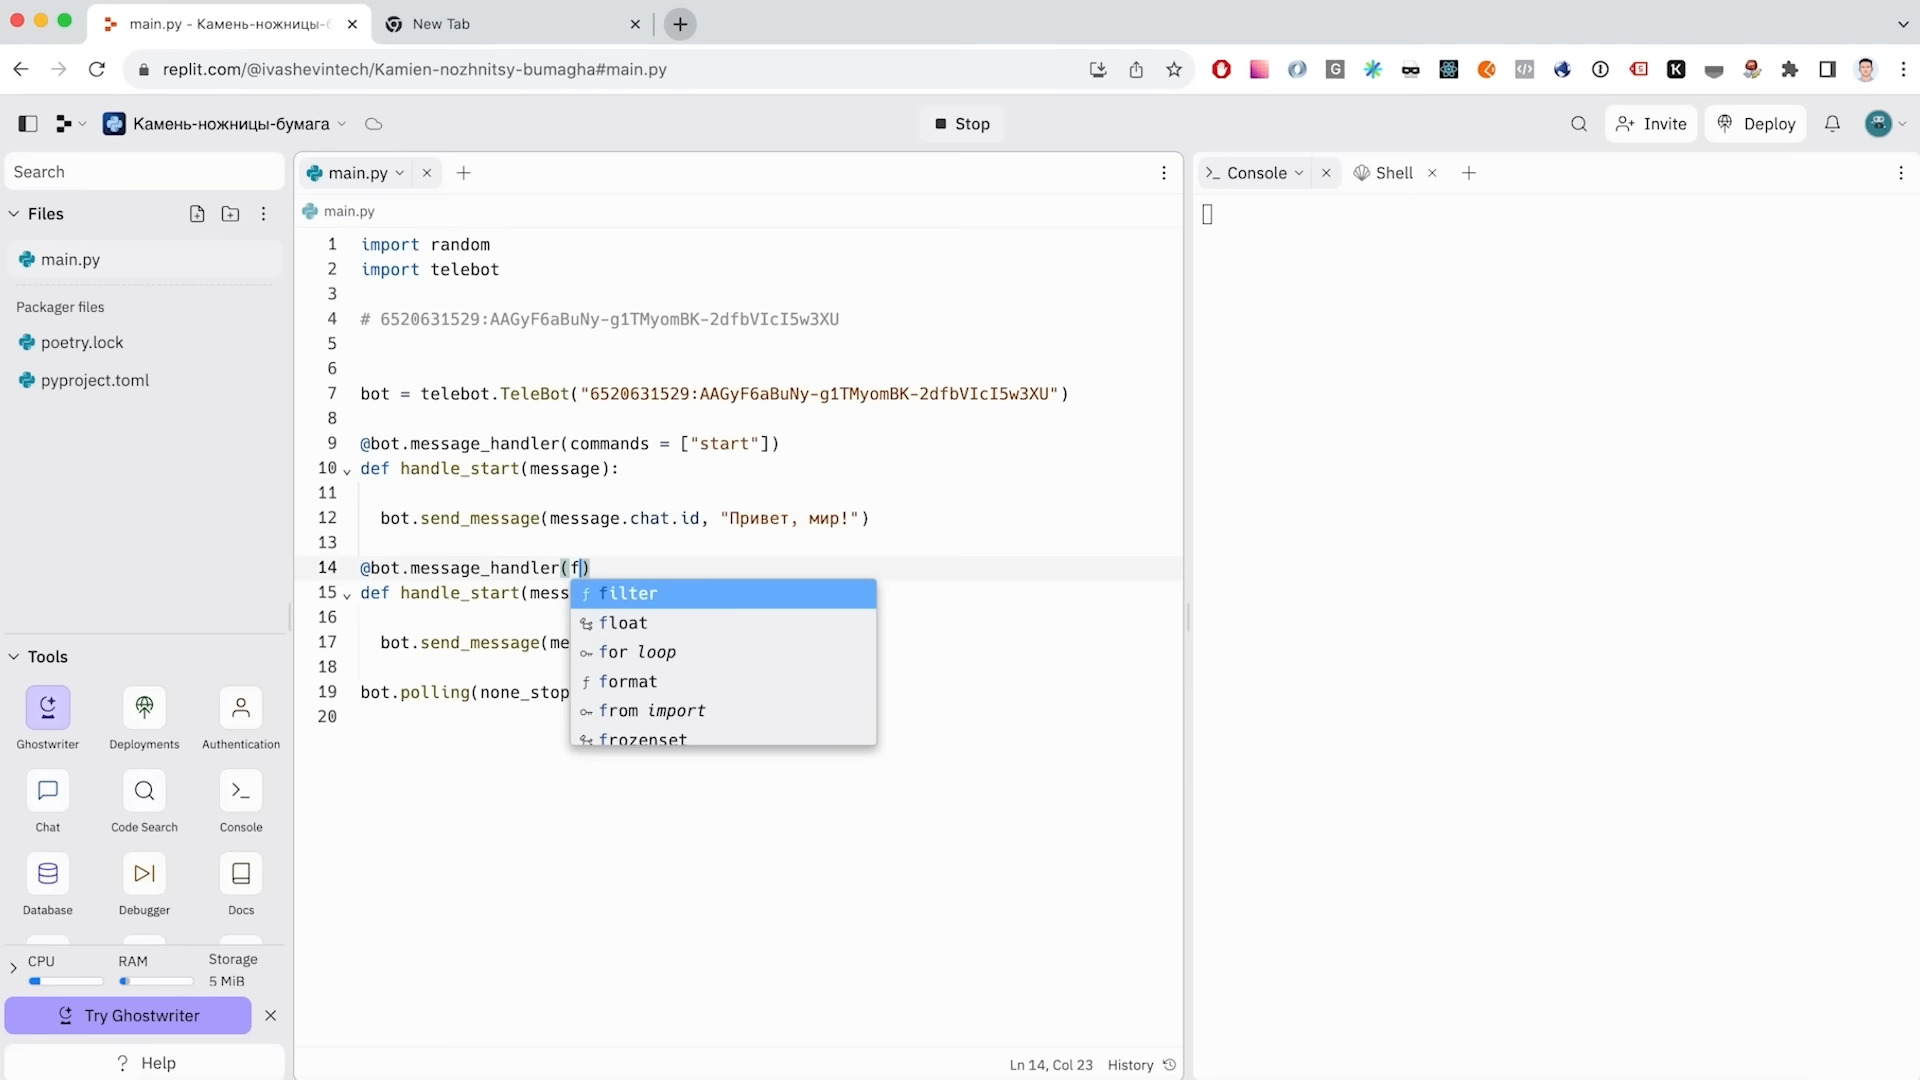 main.py - Камень-ножницы-б
New Tab
replit.com/@ivashevintech/Kamien-nozhnitsy-bumagha#main.py
Камень-ножницы-бумага
Stop
Invite
Deploy
Search
Files
main.py
Packager files
poetry.lock
pyproject.toml
Tools
Ghostwriter
Deployments
Authentication
Chat
Code Search
Console
Database
Debugger
Docs
CPU
RAM
Storage
5 MiB
Try Ghostwriter
? Help
main.py
main.py
1 import random
2 import telebot
3
4 # 6520631529:AAGyF6aBuNy-g1TMyomBK-2dfbVIcI5w3XU
5
6
7 bot = telebot.TeleBot("6520631529:AAGyF6aBuNy-g1TMyomBK-2dfbVIcI5w3XU")
8
9 @bot.message_handler(commands = ["start"])
10 def handle_start(message):
11
12 bot.send_message(message.chat.id, "Привет, мир!")
13
14 @bot.message_handler(f)
15 def handle_start(mess
16
17 bot.send_message(me
18
19 bot.polling(none_stop
20
filter
float
for loop
format
from import
frozenset
Ln 14, Col 23 History
Console
Shell